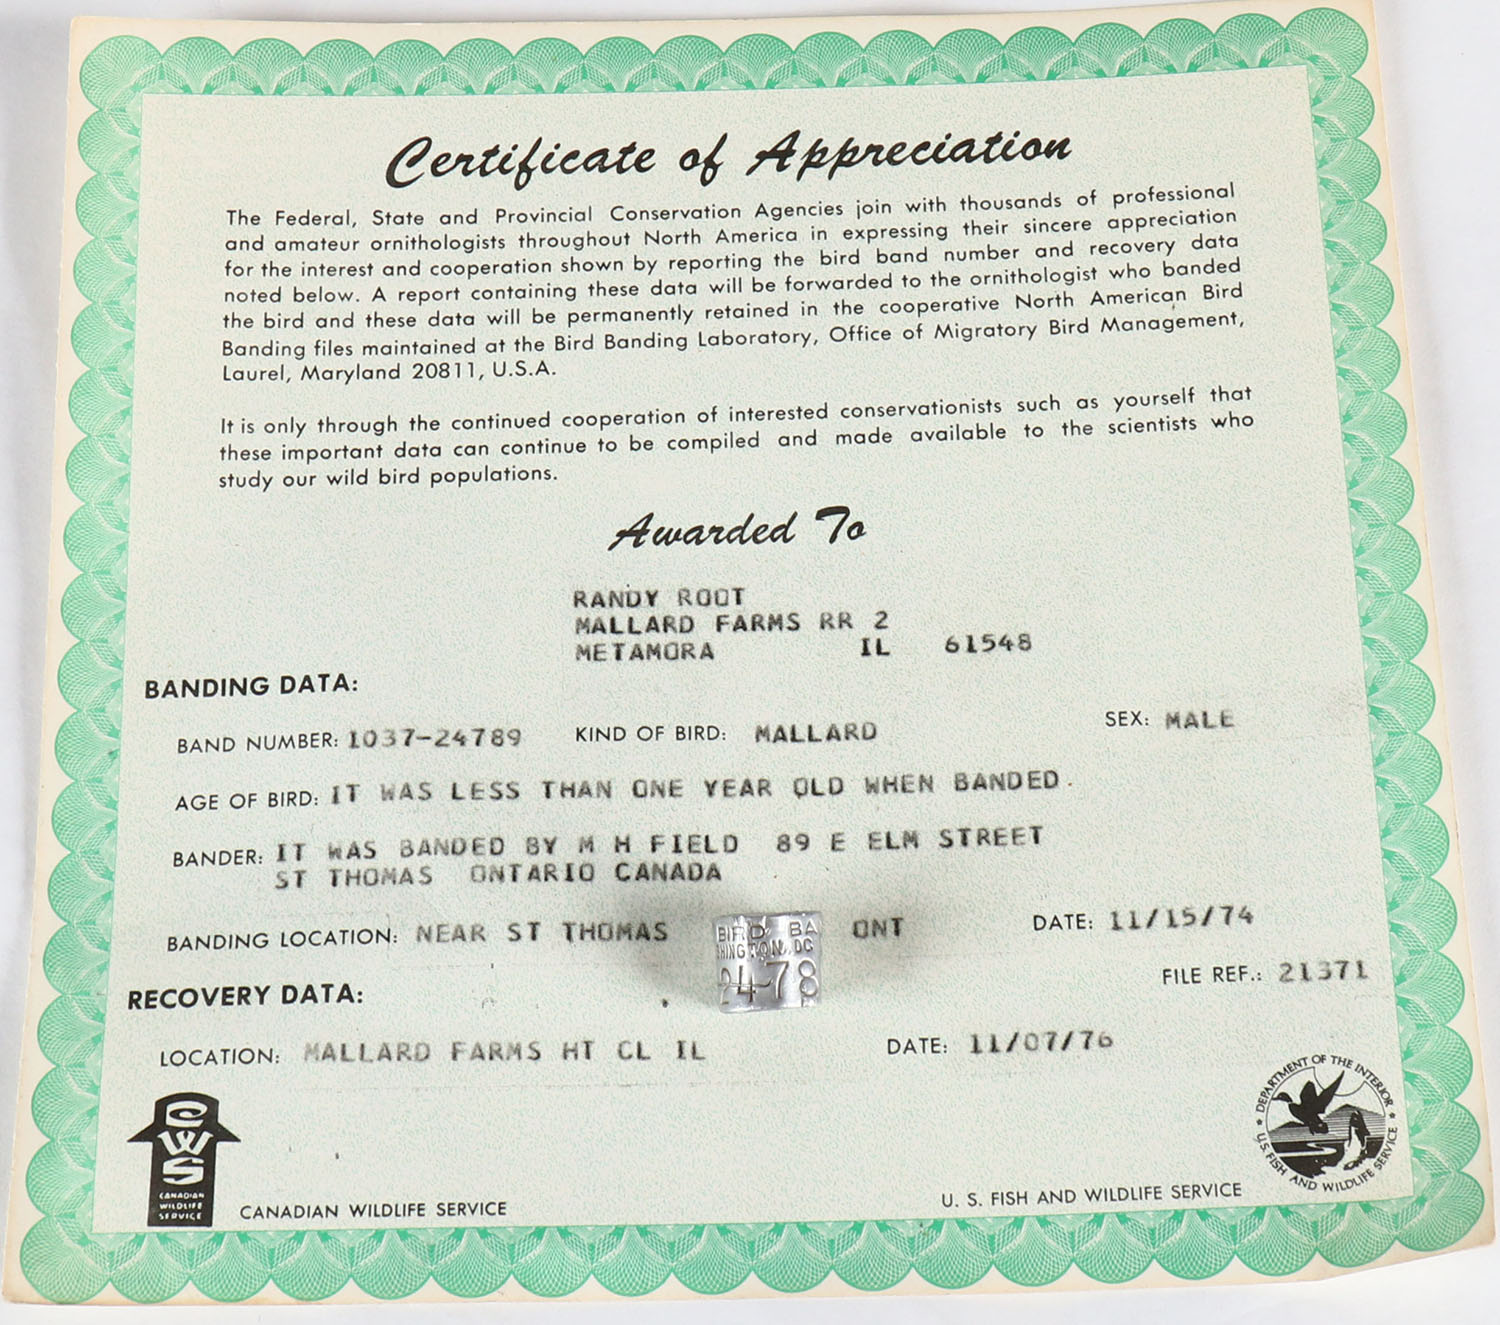 Certificate of Appreciation
The Federal, State and Provincial Conservation Agencies join with thousands of professional
and amateur ornithologists throughout North America in expressing their sincere appreciation
for the interest and cooperation shown by reporting the bird band number and recovery data
noted below. A report containing these data will be forwarded to the ornithologist who banded
the bird and these data will be permanently retained in the cooperative North American Bird
Banding files maintained at the Bird Banding Laboratory, Office of Migratory Bird Management,
Laurel, Maryland 20811, U.S.A.
It is only through the continued cooperation of interested conservationists such as yourself that
these important data can continue to be compiled and made available to the scientists who
study our wild bird populations.
Awarded To
RANDY ROOT
MALLARD FARMS RR 2
METAMORA IL 61548
BANDING DATA:
BAND NUMBER: 1037-24789 KIND OF BIRD: MALLARD SEX: MALE
AGE OF BIRD: IT WAS LESS THAN ONE YEAR OLD WHEN BANDED.
BANDER: IT WAS BANDED BY M H FIELD 89 E ELM STREET
ST THOMAS ONTARIO CANADA
BANDING LOCATION: NEAR ST THOMAS ONT DATE: 11/15/74
BIRD BA
HINGTON. DC
24-78
FILE REF.: 21371
RECOVERY DATA:
LOCATION: MALLARD FARMS HT CL IL DATE: 11/07/76
CWS
CANADIAN
WILDLIFE
SERVICE
CANADIAN WILDLIFE SERVICE
U. S. FISH AND WILDLIFE SERVICE
DEPARTMENT OF THE INTERIOR
U.S. FISH AND WILDLIFE SERVICE